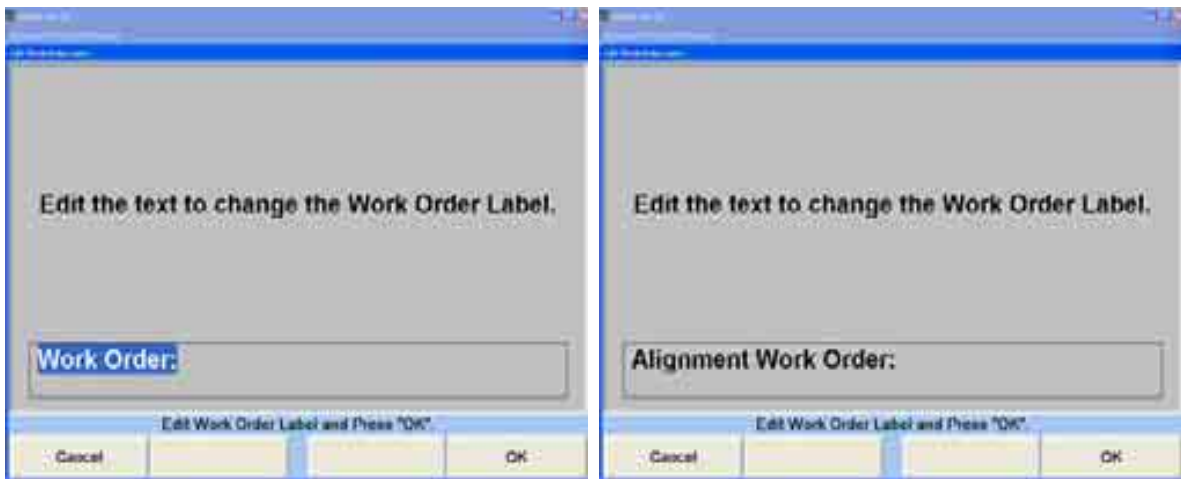 Edit the text to change the Work Order Label.
Work Order:
Edit Work Order Label and Press "OK".
Cancel
OK
Edit the text to change the Work Order Label.
Alignment Work Order:
Edit Work Order Label and Press "OK".
Cancel
OK